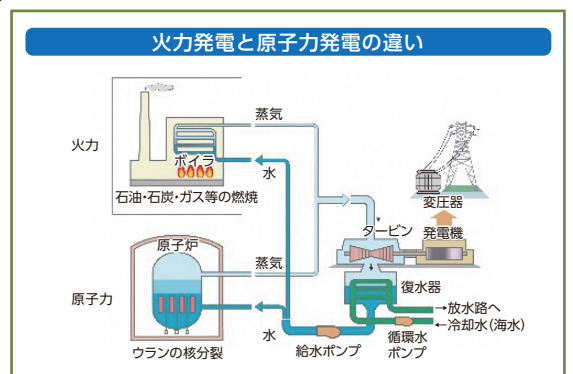 火力発電と原子力発電の違い
火力
ボイラ
石油・石炭・ガス等の燃焼
蒸気
水
変圧器
タービン
発電機
原子力
原子炉
ウランの核分裂
蒸気
水
給水ポンプ
復水器
→放水路へ
←冷却水(海水)
循環水
ポンプ